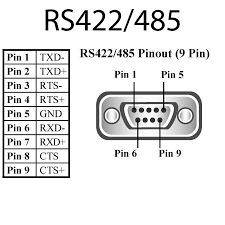 RS422/485
Pin 1 TXD-
Pin 2 TXD+
Pin 3 RTS-
Pin 4 RTS+
Pin 5 GND
Pin 6 RXD-
Pin 7 RXD+
Pin 8 CTS
Pin 9 CTS+
RS422/485 Pinout (9 Pin)
Pin 1 Pin 5
Pin 6 Pin 9